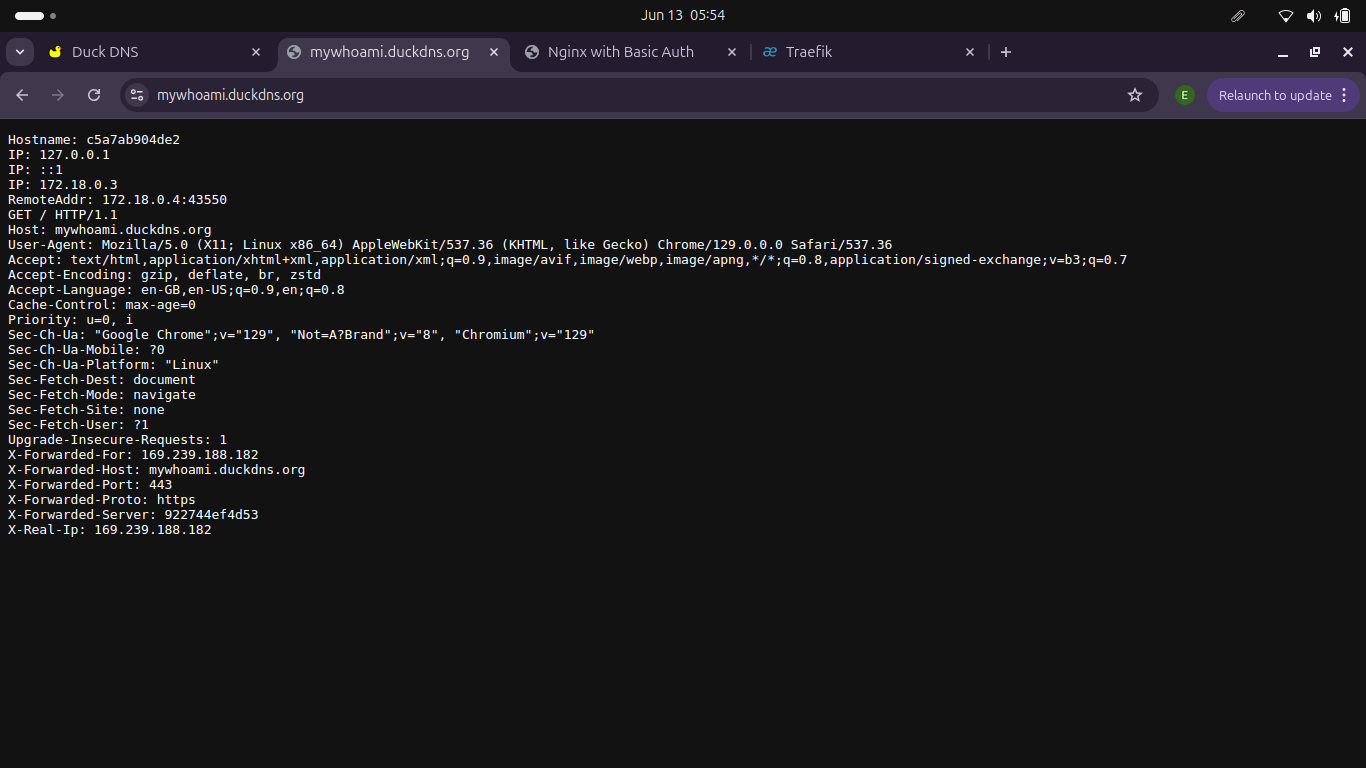 Jun 13 05:54
Duck DNS
mywhoami.duckdns.org
Nginx with Basic Auth
Traefik
mywhoami.duckdns.org
E
Relaunch to update
Hostname: c5a7ab904de2
IP: 127.0.0.1
IP: ::1
IP: 172.18.0.3
RemoteAddr: 172.18.0.4:43550
GET / HTTP/1.1
Host: mywhoami.duckdns.org
User-Agent: Mozilla/5.0 (X11; Linux x86_64) AppleWebKit/537.36 (KHTML, like Gecko) Chrome/129.0.0.0 Safari/537.36
Accept: text/html,application/xhtml+xml,application/xml;q=0.9,image/avif,image/webp,image/apng,*/*;q=0.8,application/signed-exchange;v=b3;q=0.7
Accept-Encoding: gzip, deflate, br, zstd
Accept-Language: en-GB,en-US;q=0.9,en;q=0.8
Cache-Control: max-age=0
Priority: u=0, i
Sec-Ch-Ua: "Google Chrome";v="129", "Not=A?Brand";v="8", "Chromium";v="129"
Sec-Ch-Ua-Mobile: ?0
Sec-Ch-Ua-Platform: "Linux"
Sec-Fetch-Dest: document
Sec-Fetch-Mode: navigate
Sec-Fetch-Site: none
Sec-Fetch-User: ?1
Upgrade-Insecure-Requests: 1
X-Forwarded-For: 169.239.188.182
X-Forwarded-Host: mywhoami.duckdns.org
X-Forwarded-Port: 443
X-Forwarded-Proto: https
X-Forwarded-Server: 922744ef4d53
X-Real-Ip: 169.239.188.182